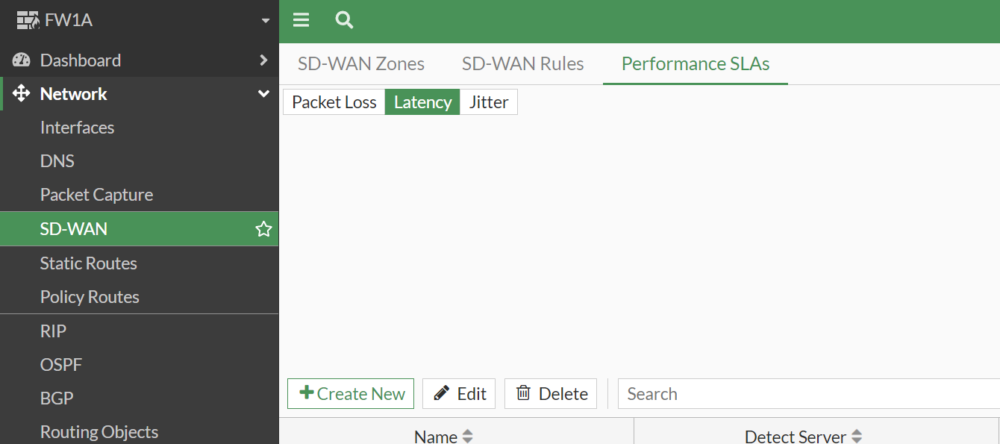 FW1A
Dashboard
Network
Interfaces
DNS
Packet Capture
SD-WAN
Static Routes
Policy Routes
RIP
OSPF
BGP
Routing Objects
SD-WAN Zones SD-WAN Rules Performance SLAs
Packet Loss Latency Jitter
Create New Edit Delete Search
Name Detect Server